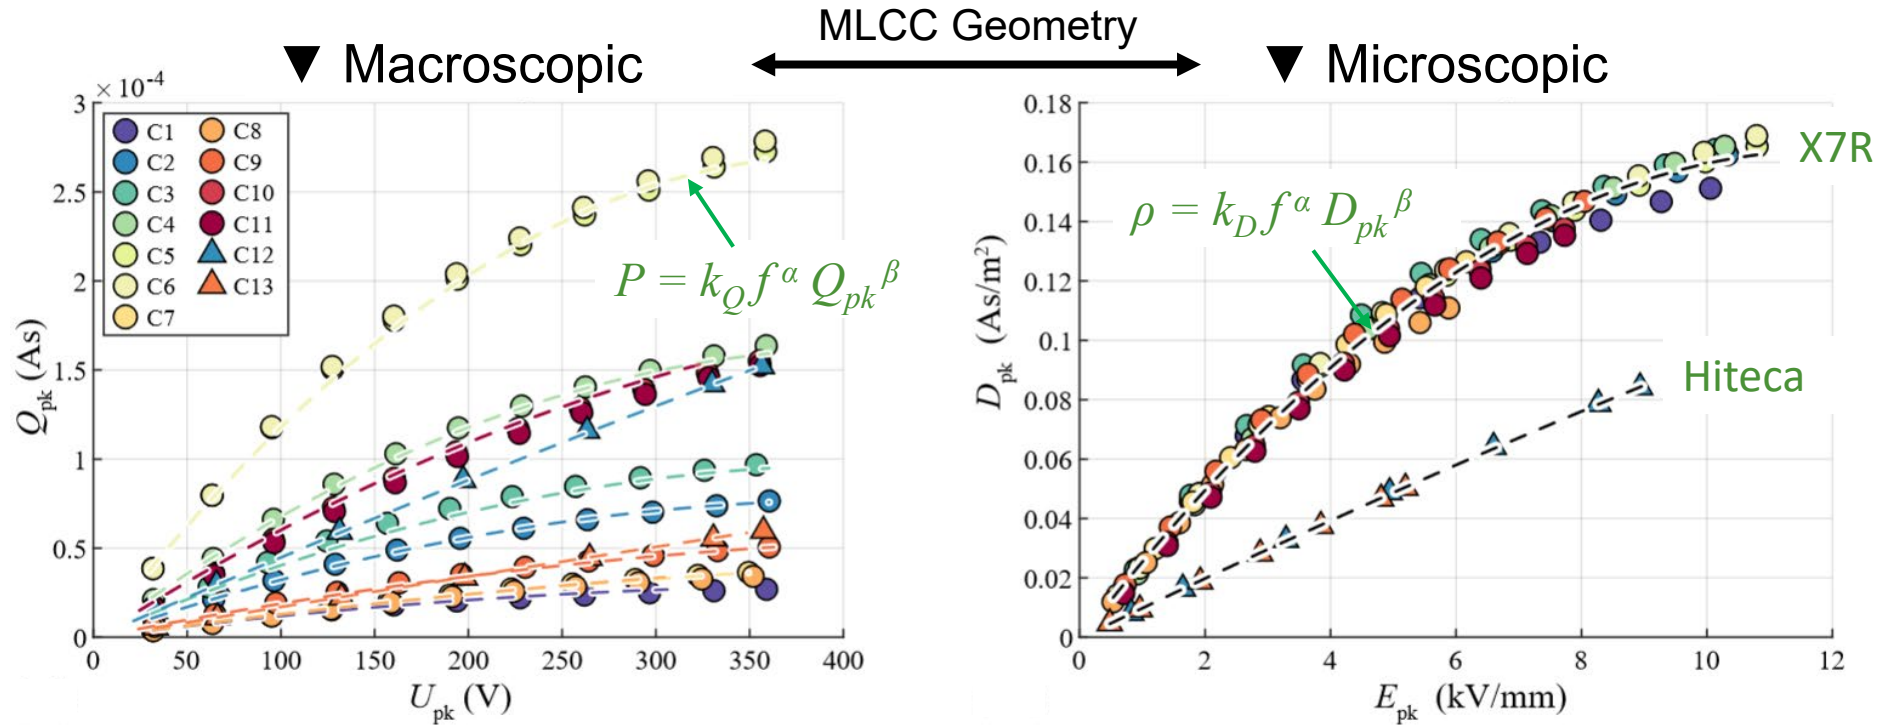 MLCC Geometry
▼ Macroscopic
▼ Microscopic
×10⁻⁴
3
2.5
2
1.5
1
0.5
0
Q_pk (As)
C1 C8
C2 C9
C3 C10
C4 C11
C5 C12
C6 C13
C7
P = k_Q f^α Q_pk^β
0 50 100 150 200 250 300 350 400
U_pk (V)
0.18
0.16
0.14
0.12
0.1
0.08
0.06
0.04
0.02
0
D_pk (As/m²)
X7R
ρ = k_D f^α D_pk^β
Hiteca
0 2 4 6 8 10 12
E_pk (kV/mm)